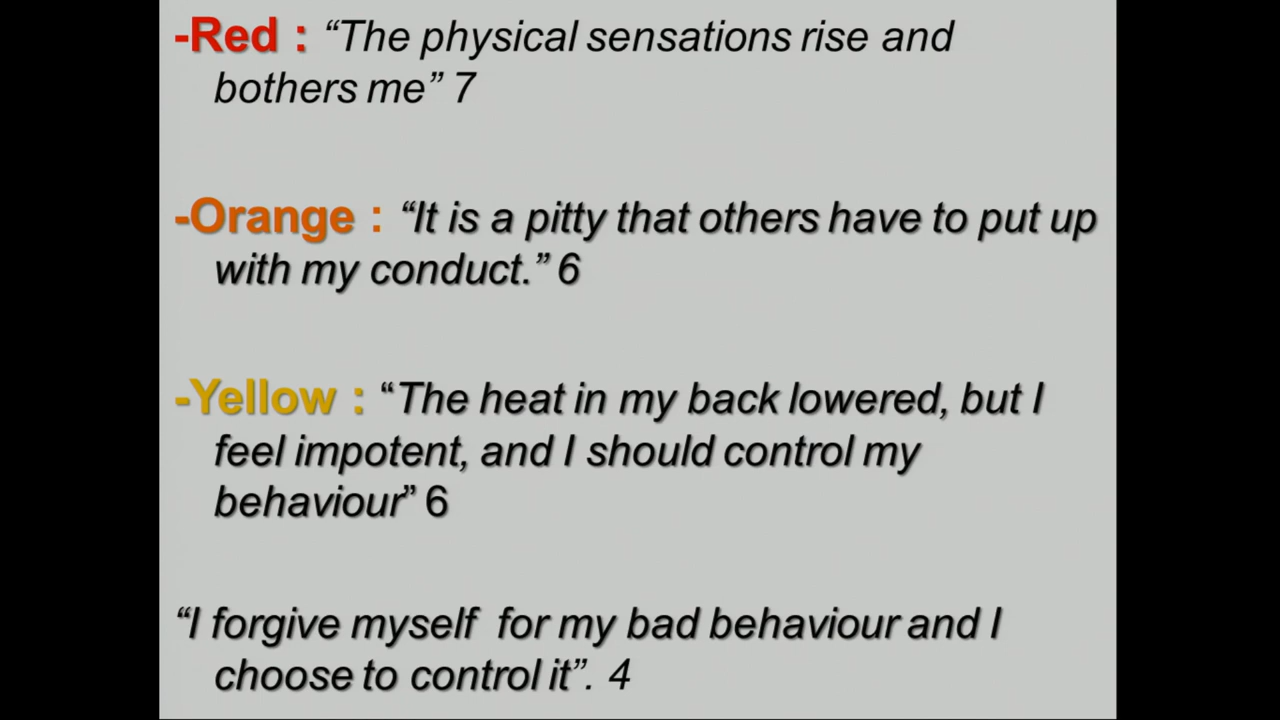 -Red : “The physical sensations rise and
bothers me” 7
-Orange : “It is a pitty that others have to put up
with my conduct.” 6
-Yellow : “The heat in my back lowered, but I
feel impotent, and I should control my
behaviour” 6
“I forgive myself for my bad behaviour and I
choose to control it”. 4